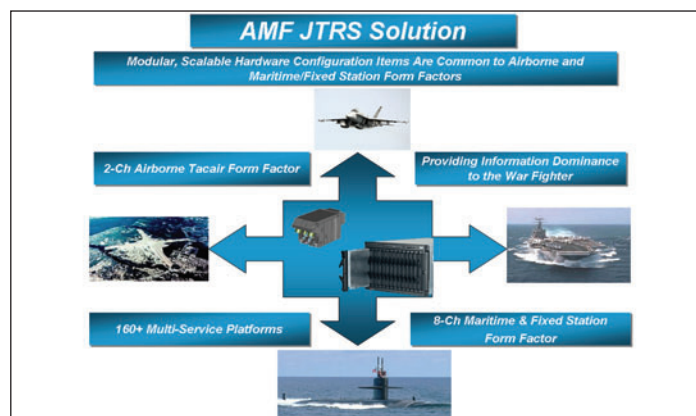 AMF JTRS Solution
Modular, Scalable Hardware Configuration Items Are Common to Airborne and
Maritime/Fixed Station Form Factors
2-Ch Airborne Tacair Form Factor
Providing Information Dominance
to the War Fighter
160+ Multi-Service Platforms
8-Ch Maritime & Fixed Station
Form Factor